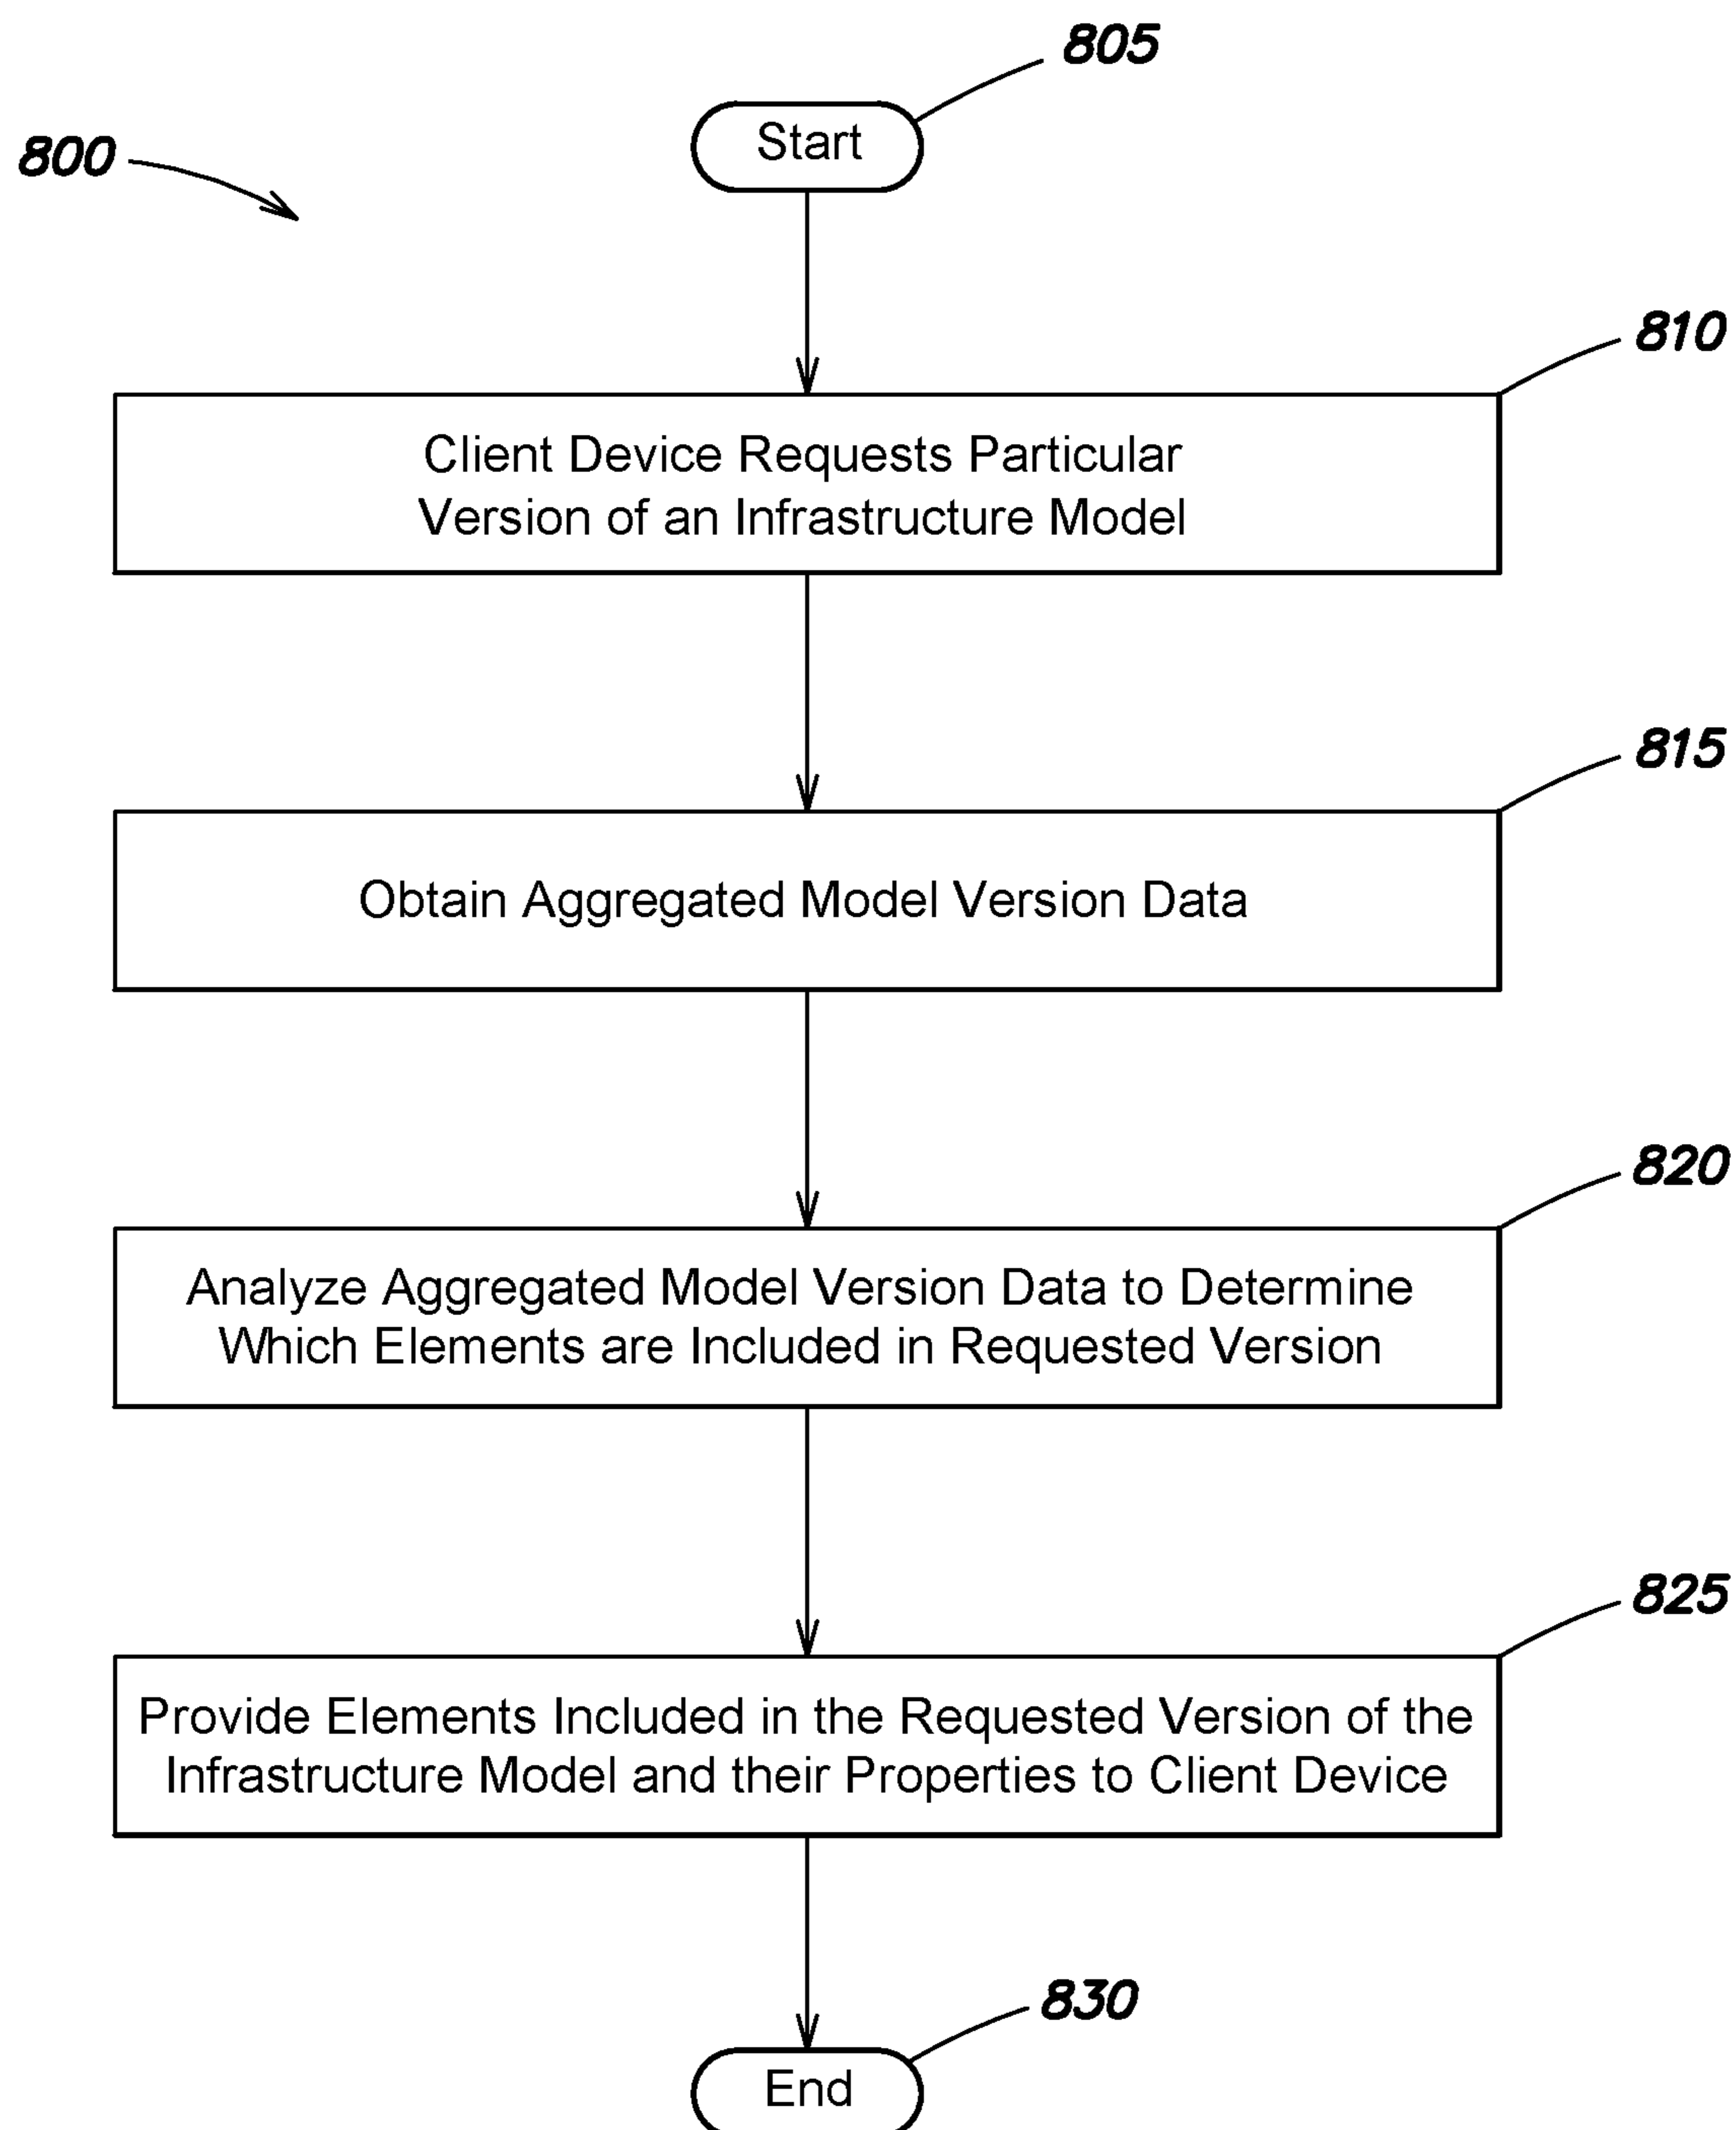 805
Start
800
810
Client Device Requests Particular
Version of an Infrastructure Model
815
Obtain Aggregated Model Version Data
820
Analyze Aggregated Model Version Data to Determine
Which Elements are Included in Requested Version
825
Provide Elements Included in the Requested Version of the
Infrastructure Model and their Properties to Client Device
830
End